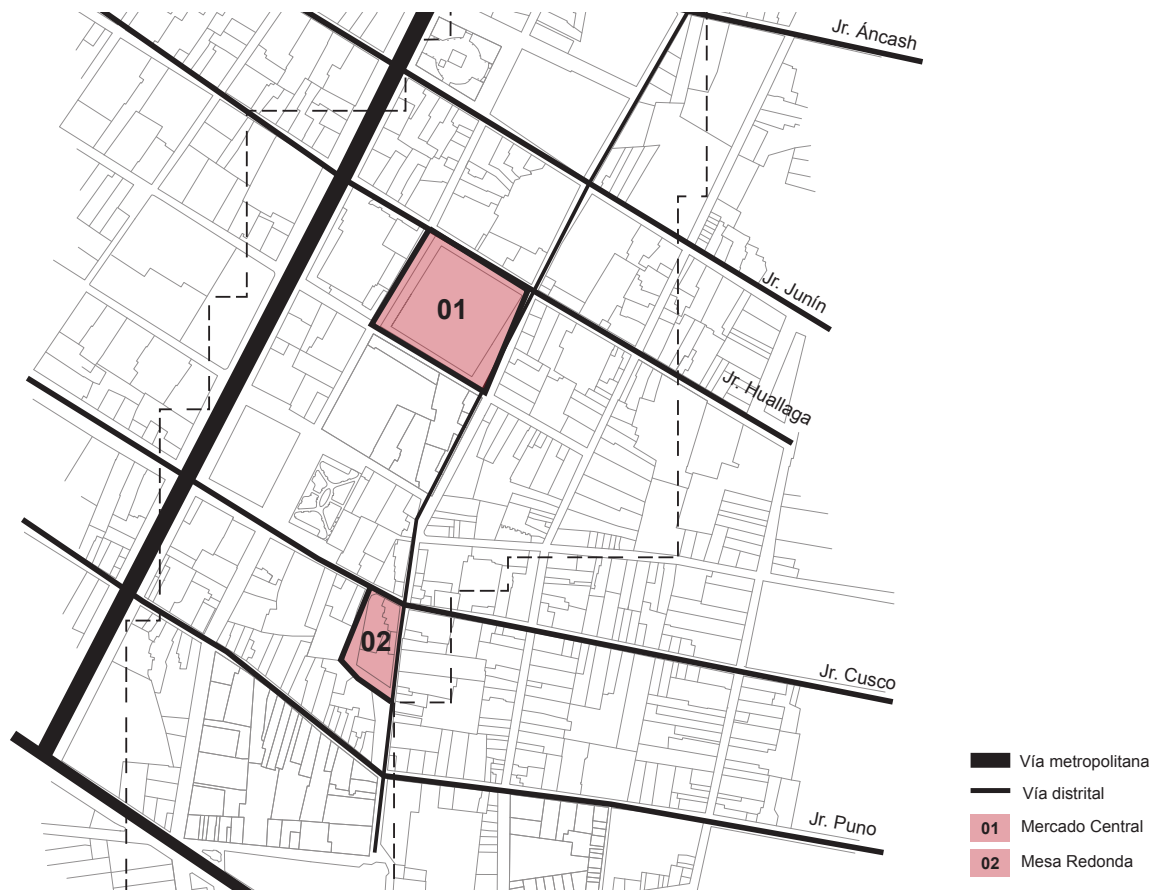 Jr. Áncash
Jr. Junín
01
Jr. Huallaga
02
Jr. Cusco
Jr. Puno
Vía metropolitana
Vía distrital
01 Mercado Central
02 Mesa Redonda